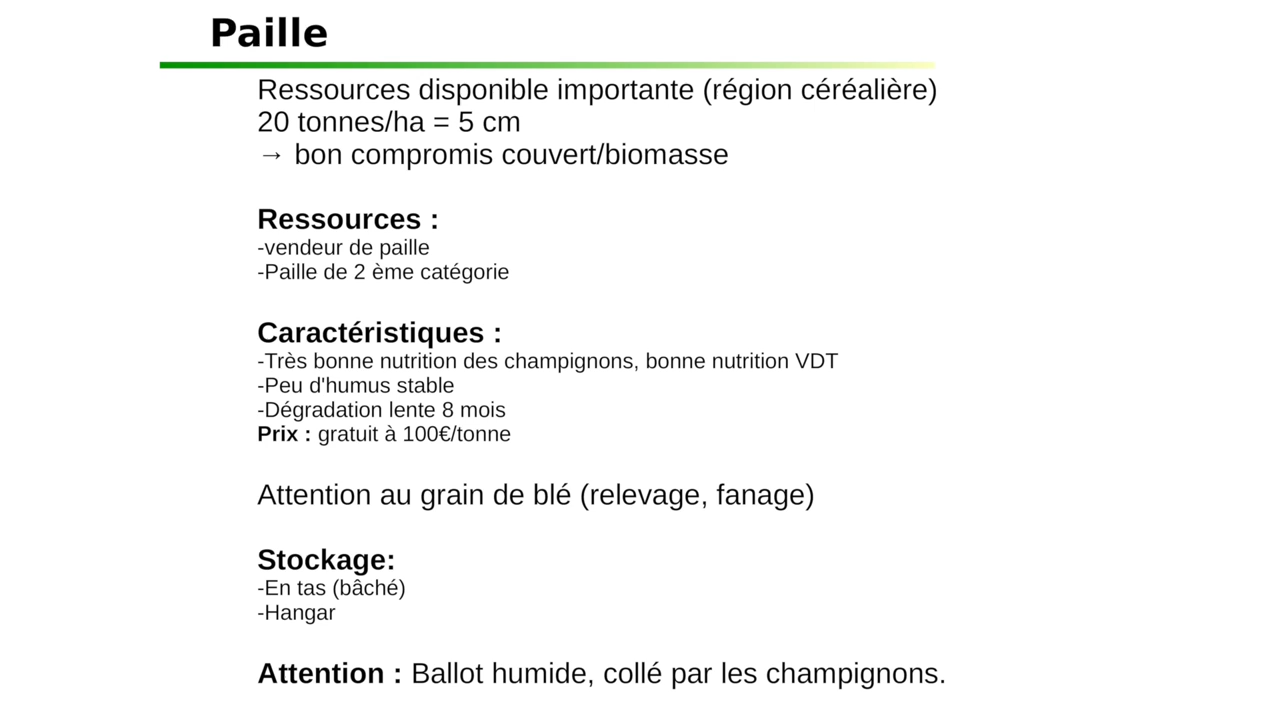 Paille
Ressources disponible importante (région céréalière)
20 tonnes/ha = 5 cm
→ bon compromis couvert/biomasse
Ressources :
-vendeur de paille
-Paille de 2 ème catégorie
Caractéristiques :
-Très bonne nutrition des champignons, bonne nutrition VDT
-Peu d'humus stable
-Dégradation lente 8 mois
Prix : gratuit à 100€/tonne
Attention au grain de blé (relevage, fanage)
Stockage:
-En tas (bâché)
-Hangar
Attention : Ballot humide, collé par les champignons.